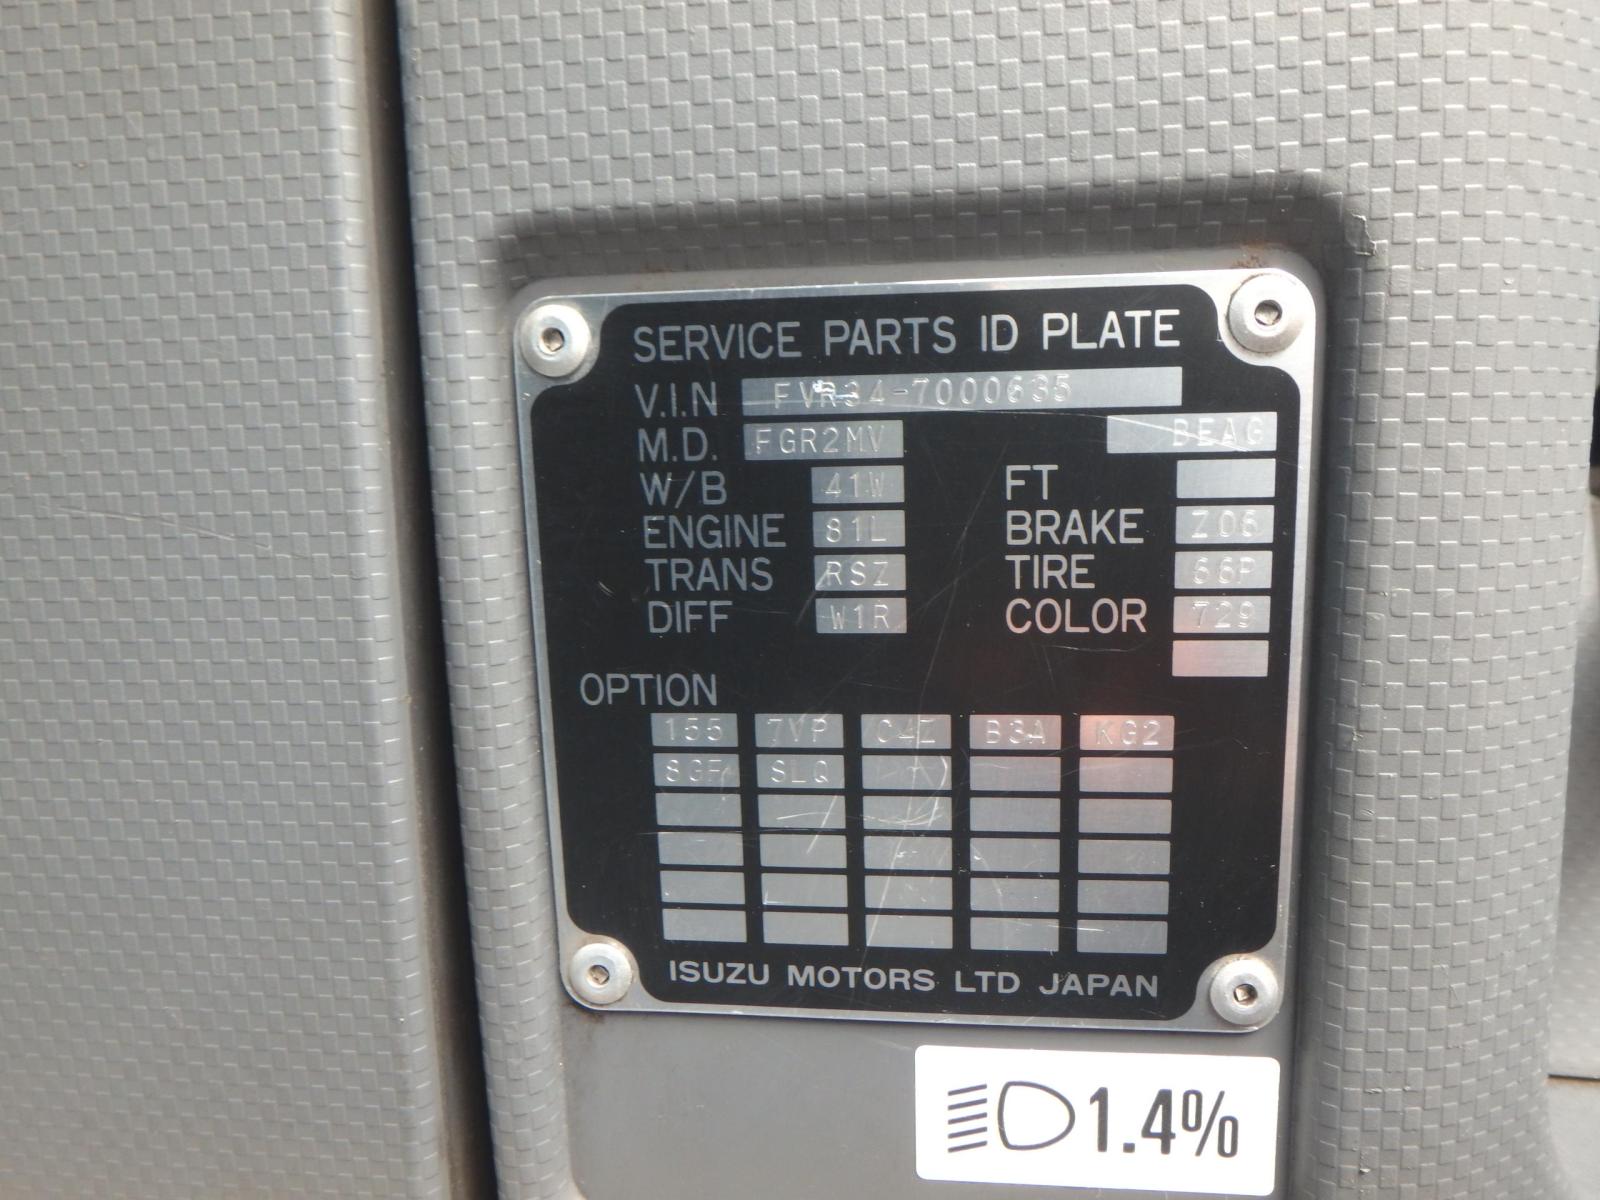 SERVICE PARTS ID PLATE
V.I.N FVR34-7000635
M.D. FGR2MV BEAG
W/B 41W FT
ENGINE 81L BRAKE Z06
TRANS RSZ TIRE 66P
DIFF W1R COLOR 729
OPTION
155 7VP C4Z B3A KG2
8GF SLQ
ISUZU MOTORS LTD JAPAN
1.4%